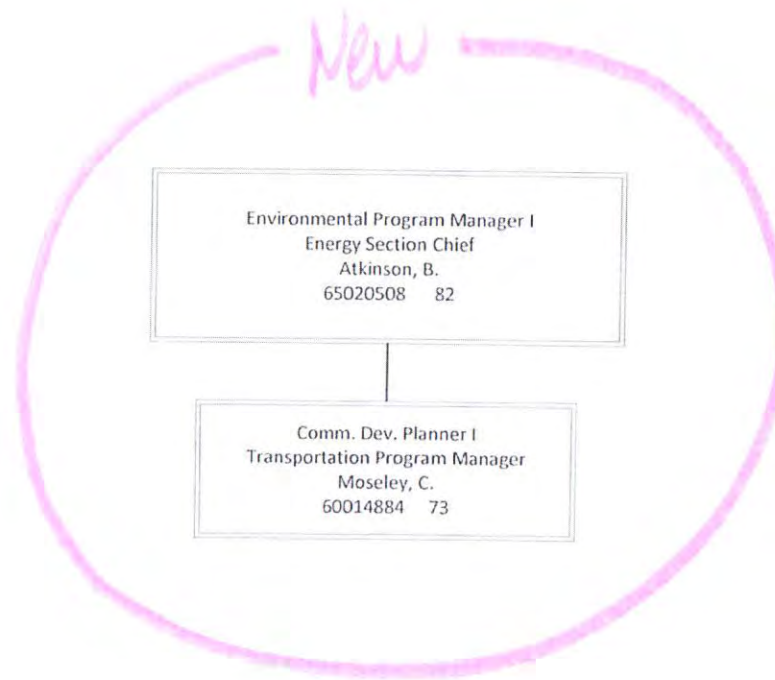 New
Environmental Program Manager I
Energy Section Chief
Atkinson, B.
65020508 82
Comm. Dev. Planner I
Transportation Program Manager
Moseley, C.
60014884 73